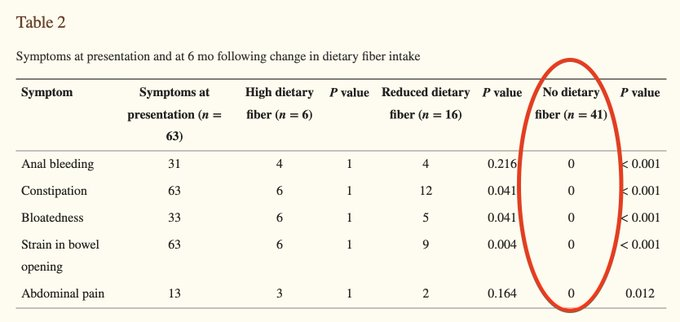 Table 2
Symptoms at presentation and at 6 mo following change in dietary fiber intake
Symptom Symptoms at presentation (n = 63) High dietary fiber (n = 6) P value Reduced dietary fiber (n = 16) P value No dietary fiber (n = 41) P value
Anal bleeding 31 4 1 4 0.216 0 < 0.001
Constipation 63 6 1 12 0.041 0 < 0.001
Bloatedness 33 6 1 5 0.041 0 < 0.001
Strain in bowel opening 63 6 1 9 0.004 0 < 0.001
Abdominal pain 13 3 1 2 0.164 0 0.012